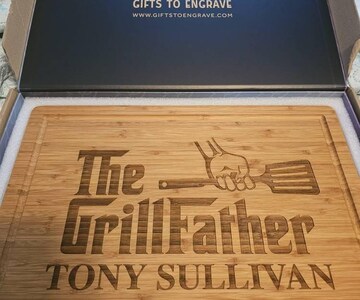 GIFTS TO ENGRAVE
WWW.GIFTSTOENGRAVE.COM
The
GrillFather
TONY SULLIVAN